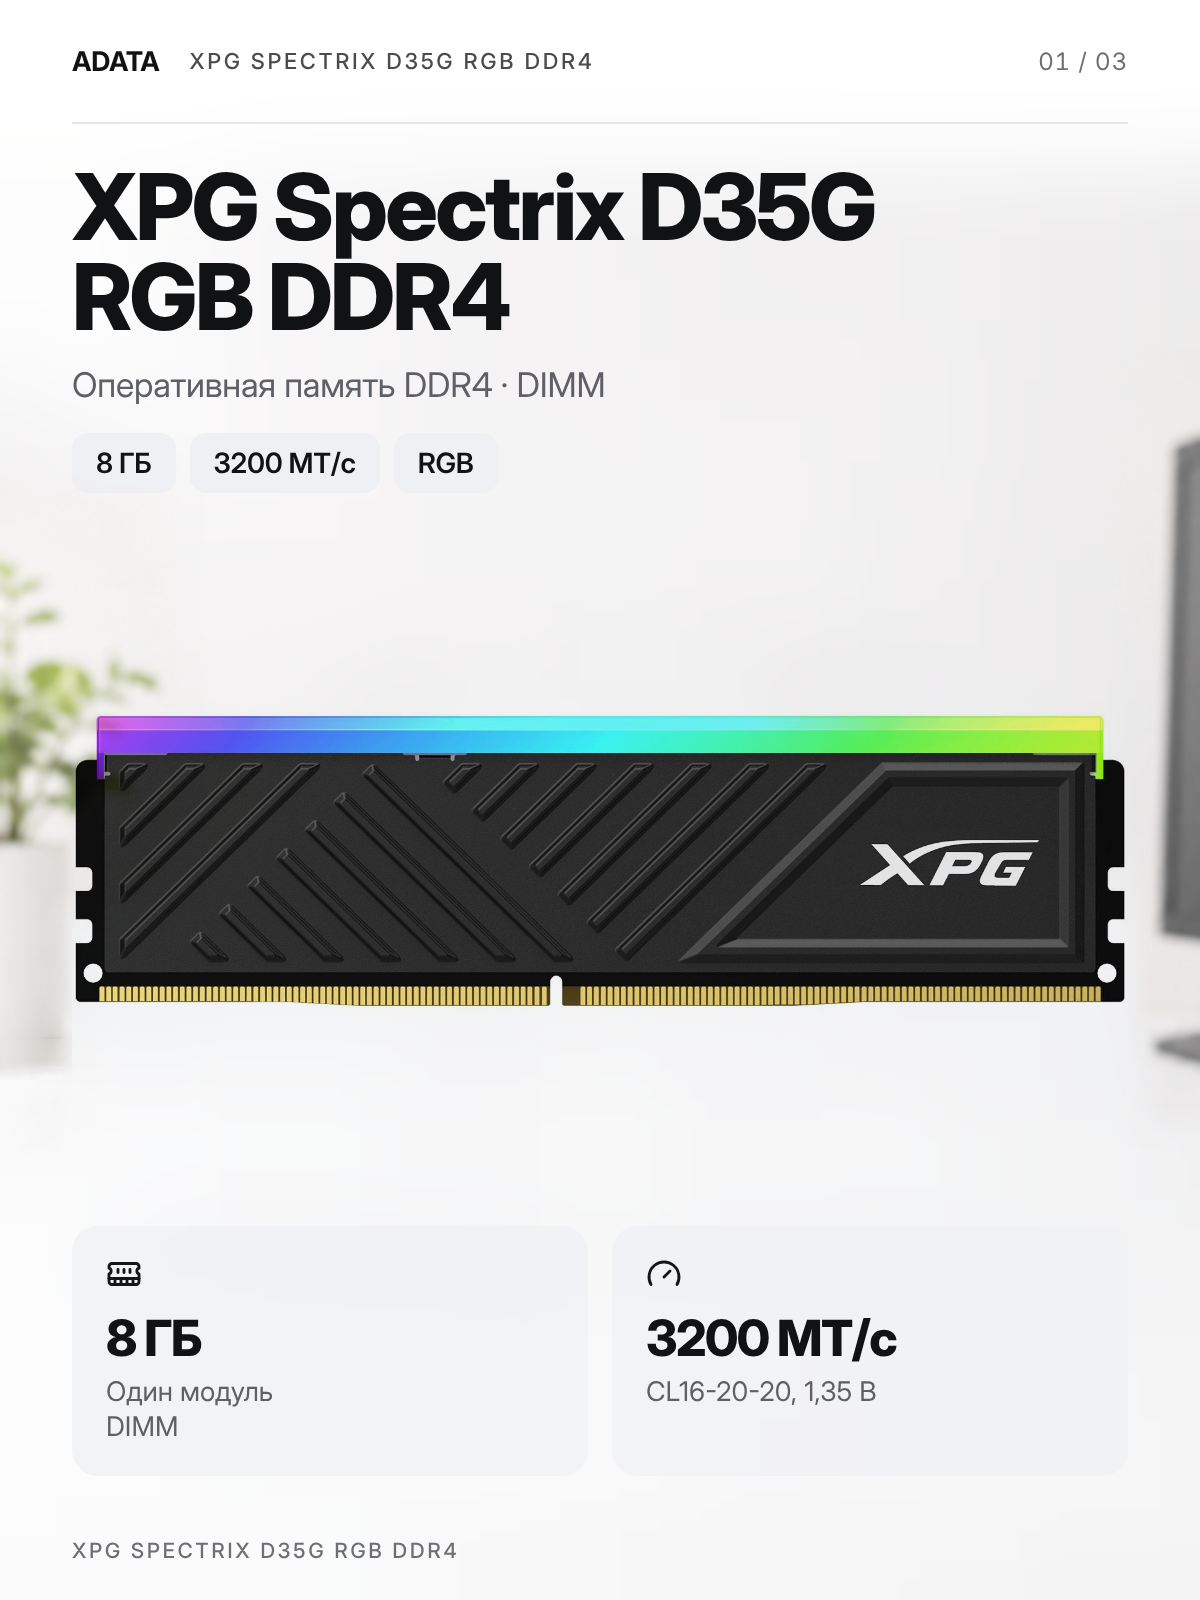 ADATA XPG SPECTRIX D35G RGB DDR4 01 / 03
XPG Spectrix D35G
RGB DDR4
Оперативная память DDR4 · DIMM
8 ГБ 3200 МТ/с RGB
XPG
8 ГБ
Один модуль
DIMM
3200 МТ/с
CL16-20-20, 1,35 В
XPG SPECTRIX D35G RGB DDR4